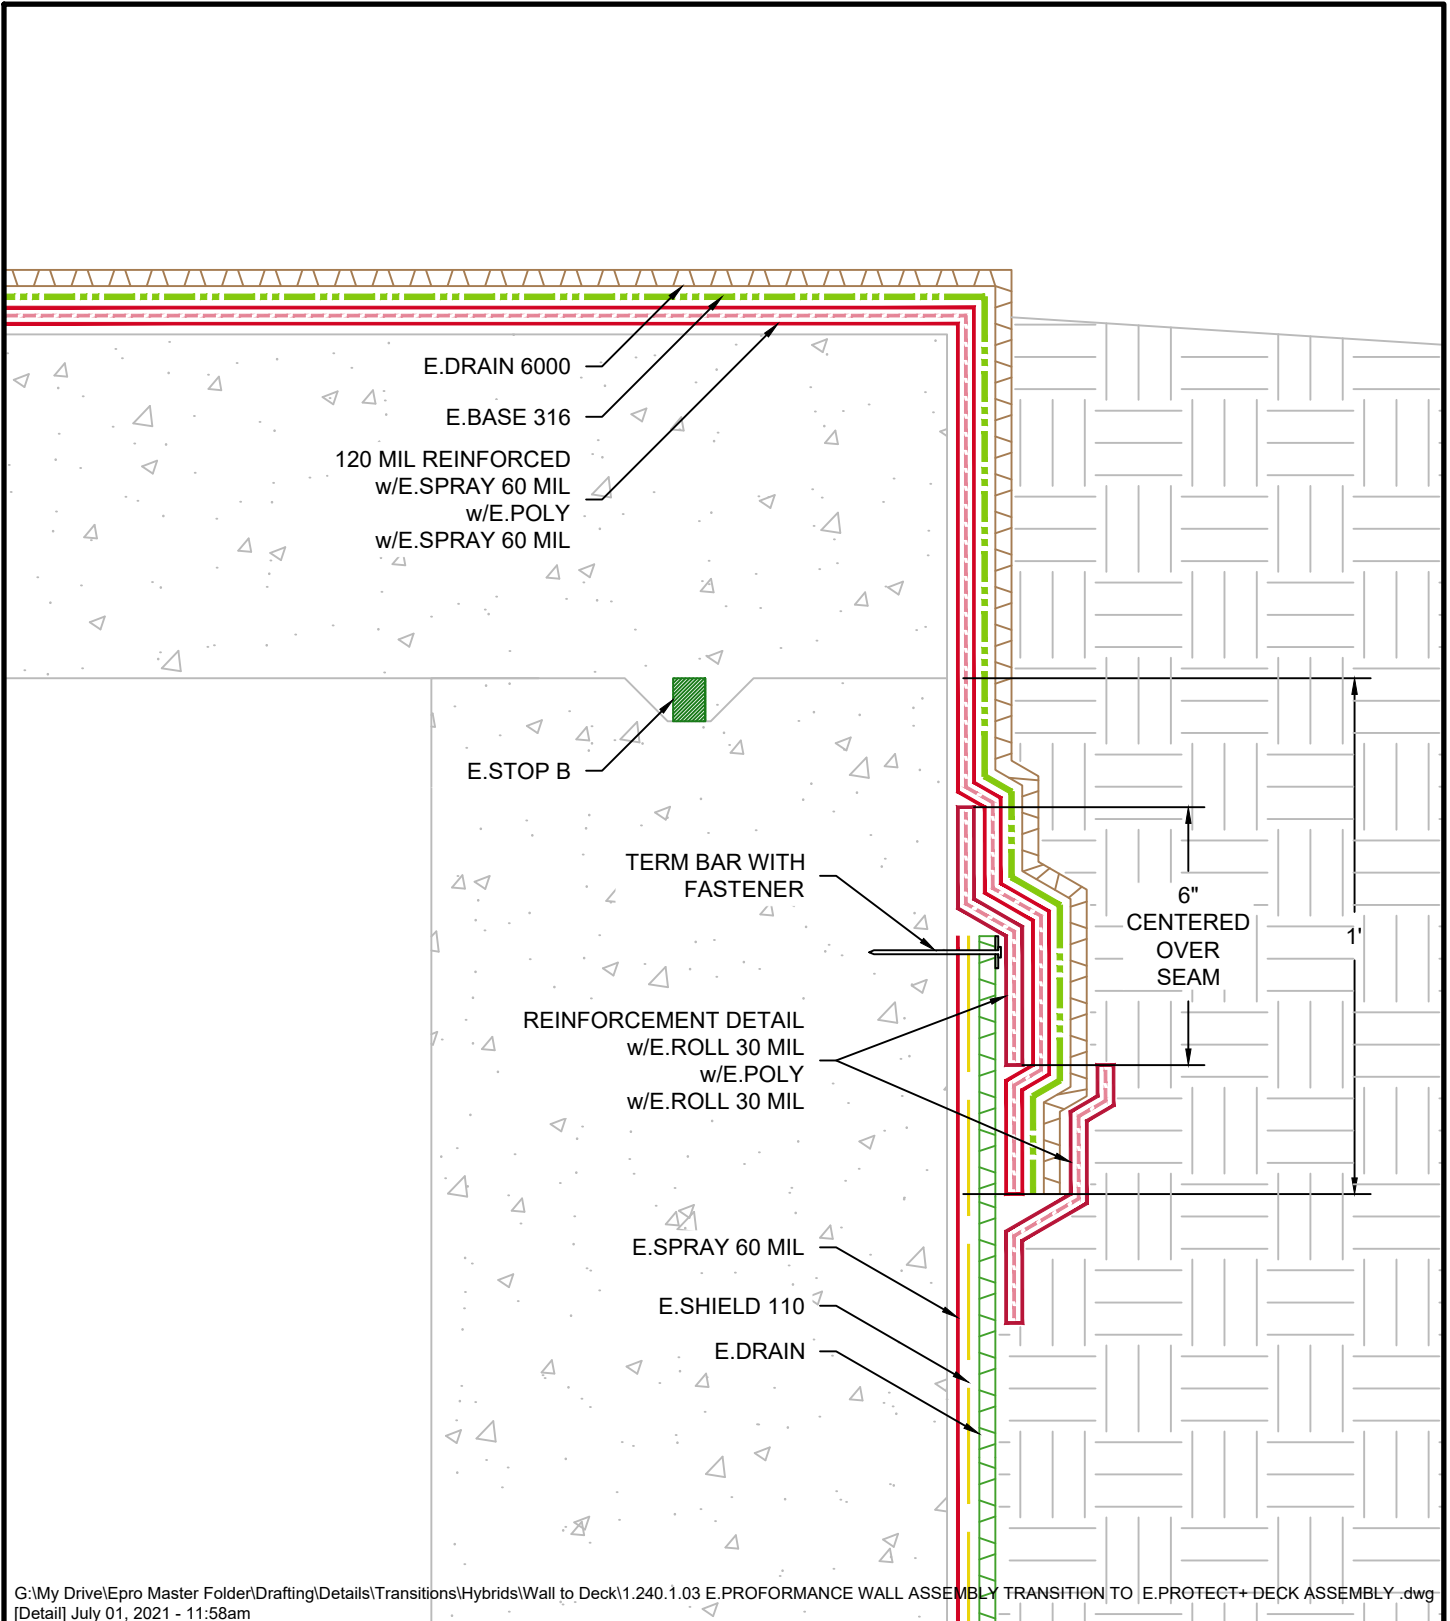 E.DRAIN 6000
E.BASE 316
120 MIL REINFORCED
w/E.SPRAY 60 MIL
w/E.POLY
w/E.SPRAY 60 MIL
E.STOP B
TERM BAR WITH
FASTENER
6"
CENTERED
OVER
SEAM
1'
REINFORCEMENT DETAIL
w/E.ROLL 30 MIL
w/E.POLY
w/E.ROLL 30 MIL
E.SPRAY 60 MIL
E.SHIELD 110
E.DRAIN
G:\My Drive\Epro Master Folder\Drafting\Details\Transitions\Hybrids\Wall to Deck\1.240.1.03 E.PROFORMANCE WALL ASSEMBLY TRANSITION TO E.PROTECT+ DECK ASSEMBLY .dwg
[Detail] July 01, 2021 - 11:58am